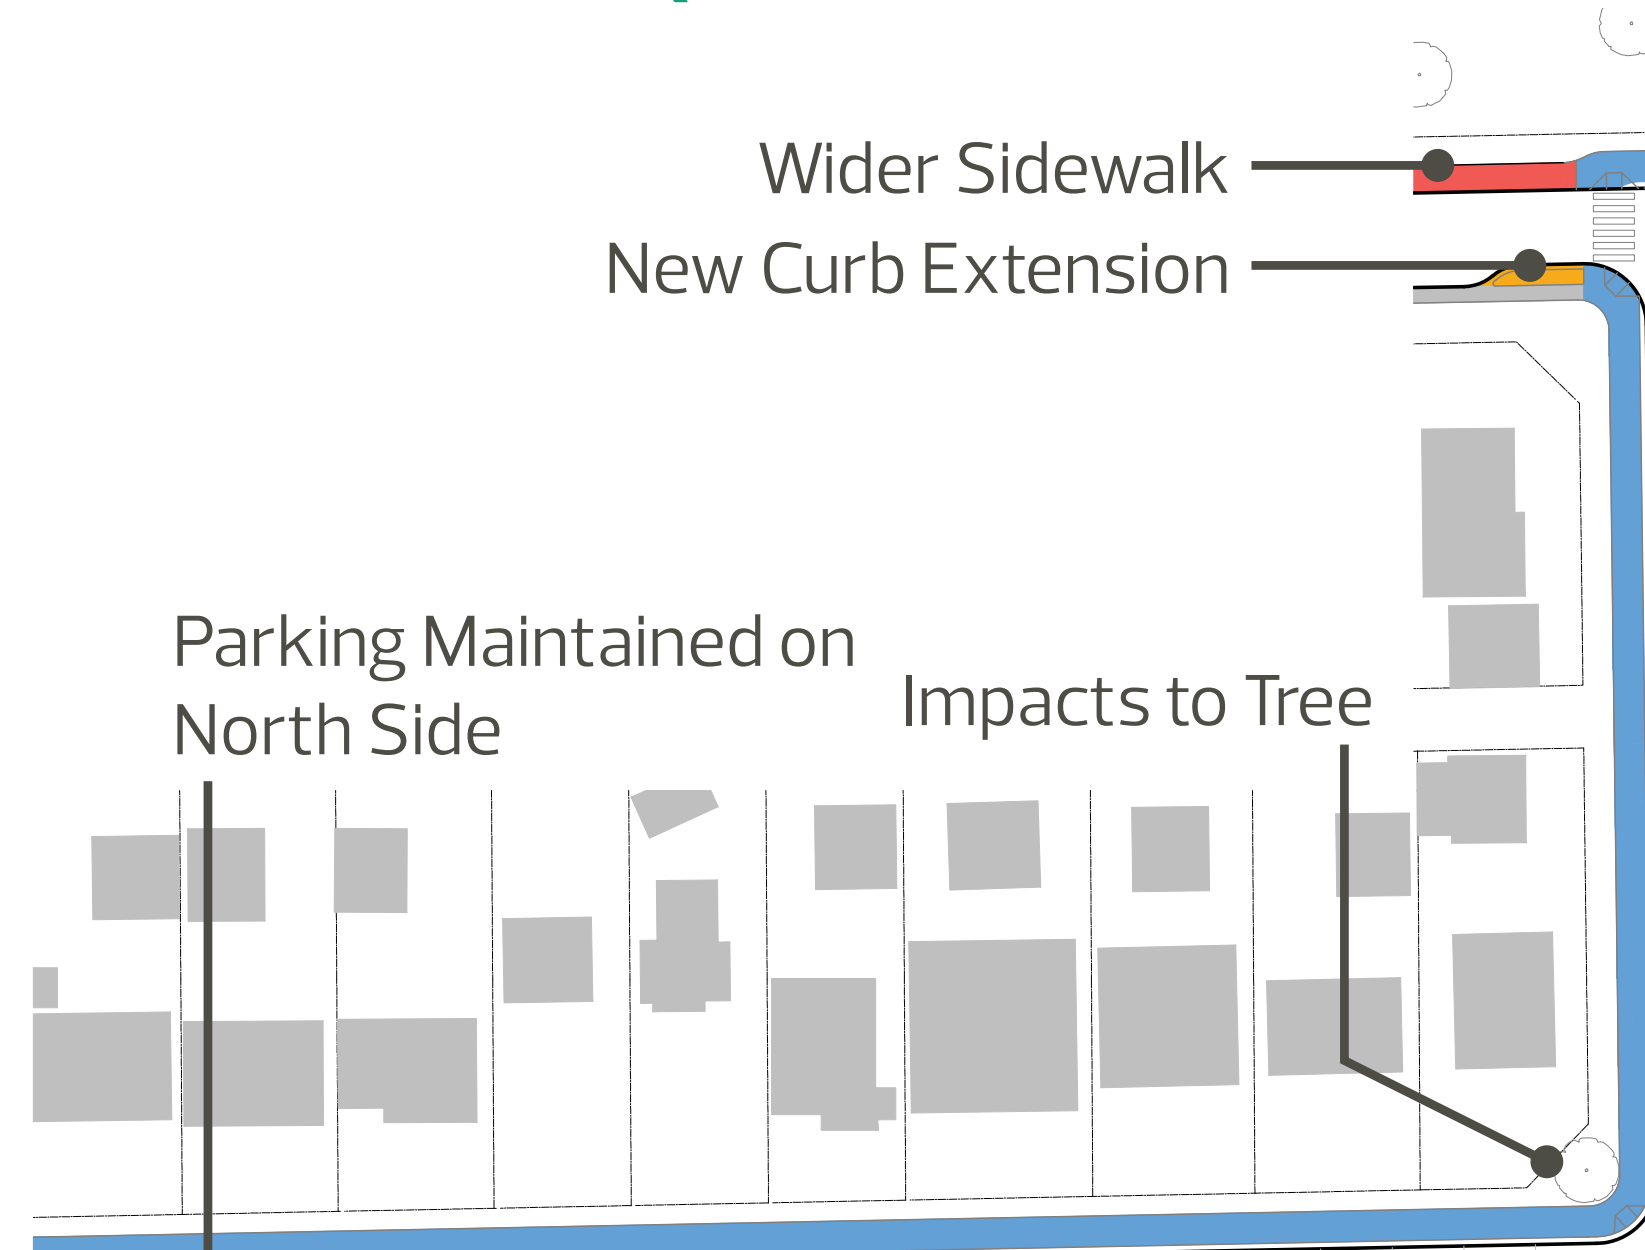 Wider Sidewalk
New Curb Extension
Parking Maintained on
North Side
Impacts to Tree